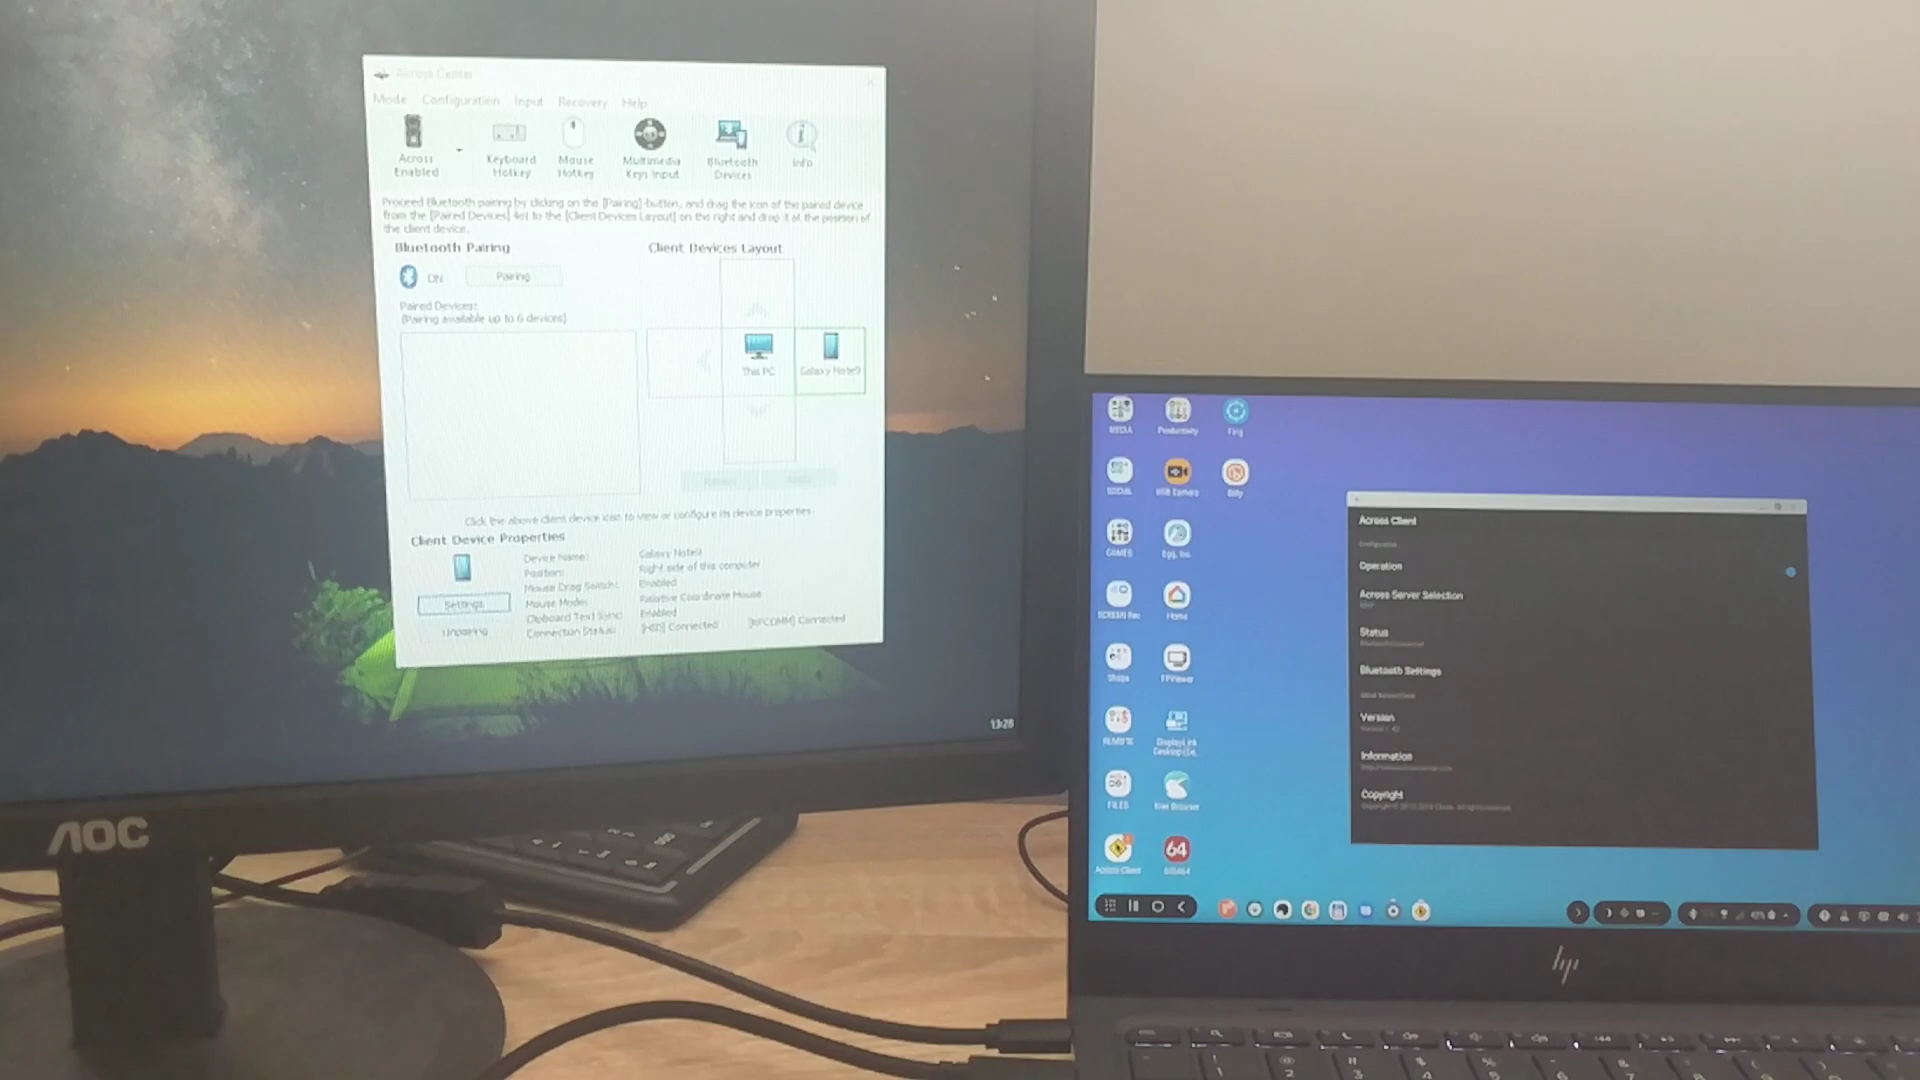 Across Center
Mode Configuration Input Recovery Help
Across Enabled
Keyboard Hotkey
Mouse Hotkey
Multimedia Keys Input
Bluetooth Devices
Info
Proceed Bluetooth pairing by clicking on the [Pairing]-button, and drag the icon of the paired device
from the [Paired Devices]-list to the [Client Devices Layout] on the right and drop it at the position of
the client device.
Bluetooth Pairing
ON
Pairing
Paired Devices:
(Pairing available up to 6 devices)
Client Devices Layout
This PC
Galaxy Note9
Click the above client device icon to view or configure its device properties
Client Device Properties
Settings
Unpairing
Device Name: Galaxy Note9
Position: Right side of this computer
Mouse Drag Switch: Enabled
Mouse Mode: Relative Coordinate Mouse
Clipboard Text Sync: Enabled
Connection Status: [HID] Connected [RFCOMM] Connected
13:28
AOC
MEDIA
Productivity
Fing
SOCIAL
USB Camera
GAMES
Egg, Inc.
SCREEN Rec
Home
Shops
REMOTE
DisplayLink
FILES
Kiwi Browser
Across Client
Across Client
Configuration
Operation
Across Server Selection
Status
Bluetooth Settings
Version
Information
Copyright
hp